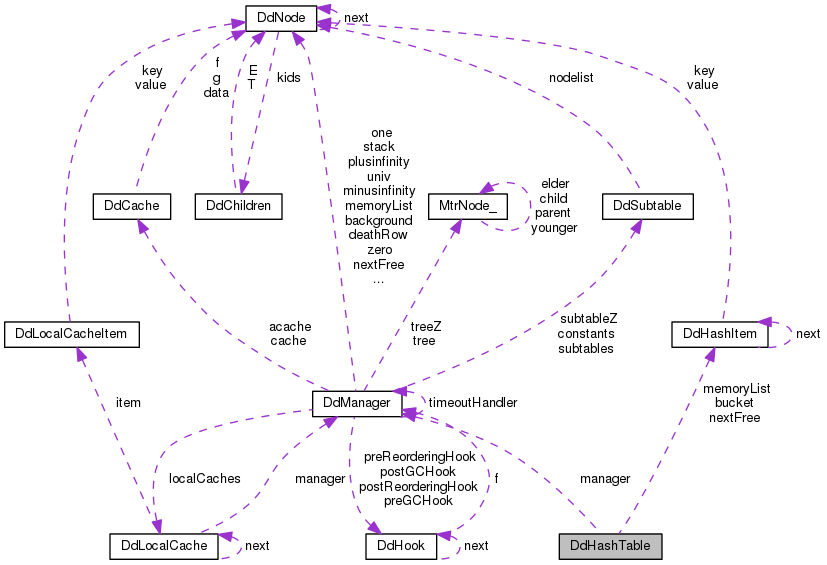 DdNode
next
key
value
f
g
data
E
T
kids
nodelist
key
value
one
stack
plusinfinity
univ
minusinfinity
memoryList
background
deathRow
zero
nextFree
...
elder
child
parent
younger
DdCache
DdChildren
MtrNode_
DdSubtable
acache
cache
treeZ
tree
subtableZ
constants
subtables
DdLocalCacheItem
DdHashItem
next
item
DdManager
timeoutHandler
memoryList
bucket
nextFree
localCaches
manager
preReorderingHook
postGCHook
postReorderingHook
preGCHook
f
manager
DdLocalCache
next
DdHook
next
DdHashTable